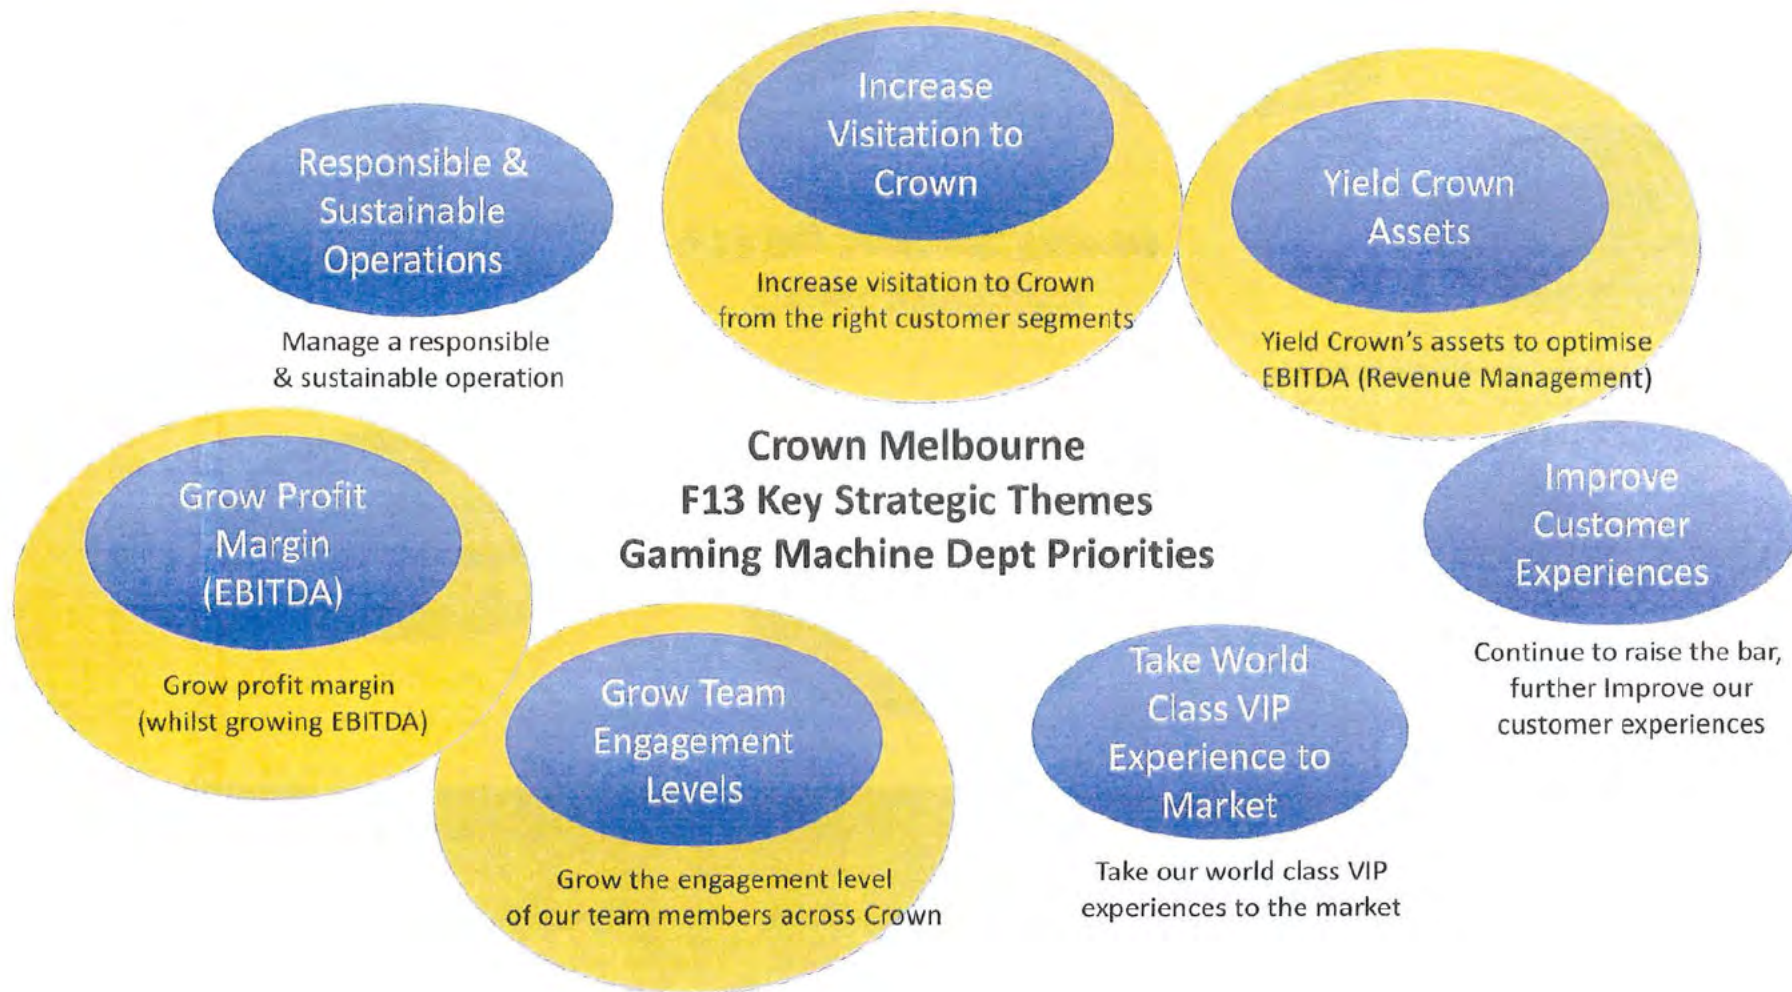 Increase
Visitation to
Crown
Increase visitation to Crown
from the right customer segments
Yield Crown
Assets
Yield Crown's assets to optimise
EBITDA (Revenue Management)
Responsible &
Sustainable
Operations
Manage a responsible
& sustainable operation
Crown Melbourne
F13 Key Strategic Themes
Gaming Machine Dept Priorities
Improve
Customer
Experiences
Continue to raise the bar,
further Improve our
customer experiences
Grow Profit
Margin
(EBITDA)
Grow profit margin
(whilst growing EBITDA)
Grow Team
Engagement
Levels
Grow the engagement level
of our team members across Crown
Take World
Class VIP
Experience to
Market
Take our world class VIP
experiences to the market